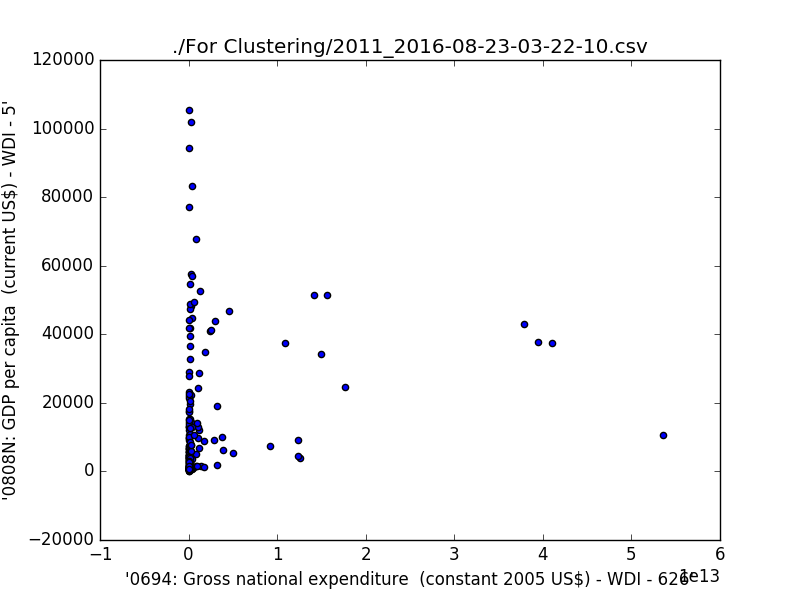 ./For Clustering/2011_2016-08-23-03-22-10.csv
120000
100000
80000
60000
40000
20000
0
−20000
'0808N: GDP per capita  (current US$) - WDI - 5'
−1 0 1 2 3 4 5 6
1e13
'0694: Gross national expenditure  (constant 2005 US$) - WDI - 626'